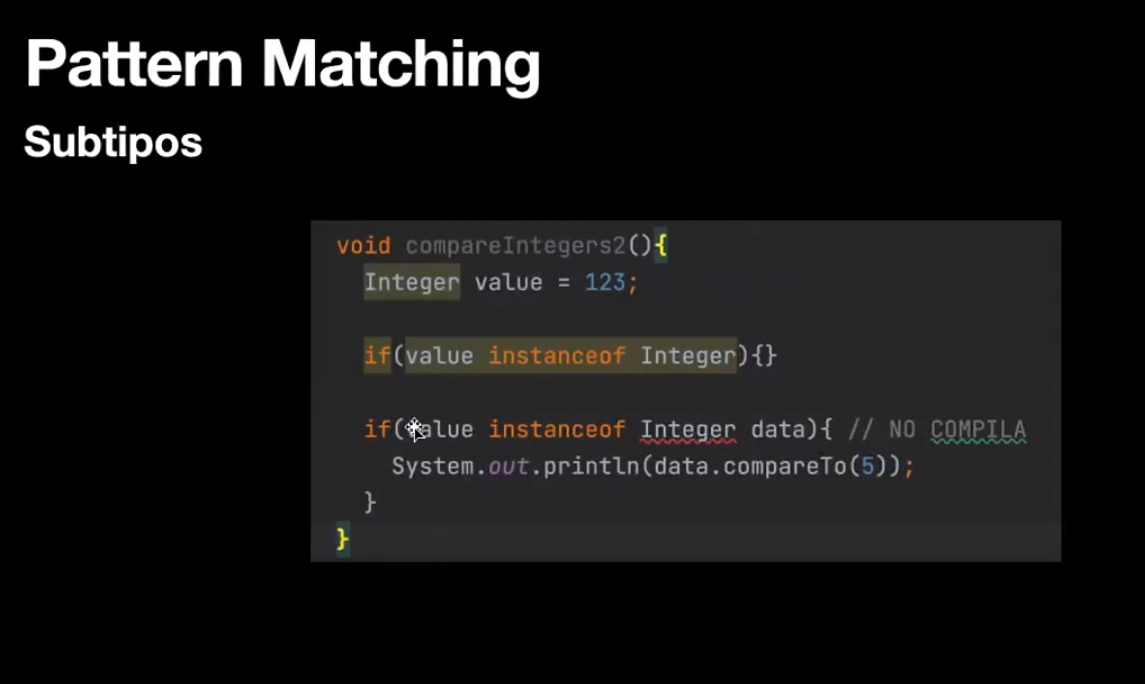 Pattern Matching
Subtipos
void compareIntegers2(){
Integer value = 123;
if(value instanceof Integer){}
if(value instanceof Integer data){ // NO COMPILA
System.out.println(data.compareTo(5));
}
}